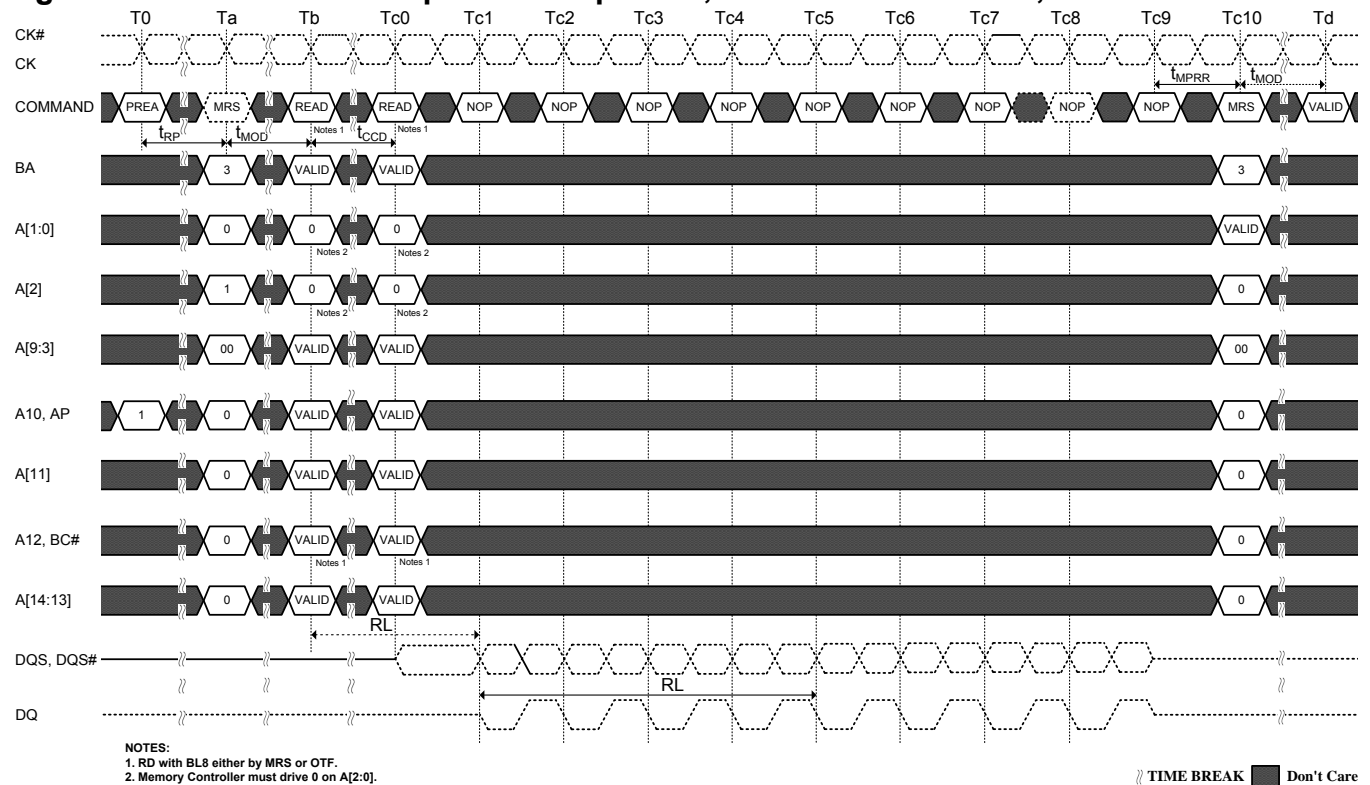 T0 Ta Tb Tc0 Tc1 Tc2 Tc3 Tc4 Tc5 Tc6 Tc7 Tc8 Tc9 Tc10 Td
CK#
CK
tMPRR tMOD
COMMAND PREA MRS READ READ NOP NOP NOP NOP NOP NOP NOP NOP NOP MRS VALID
Notes 1 Notes 1
tRP tMOD tCCD
BA 3 VALID VALID 3
A[1:0] 0 0 0 VALID
Notes 2 Notes 2
A[2] 1 0 0 0
Notes 2 Notes 2
A[9:3] 00 VALID VALID 00
A10, AP 1 0 VALID VALID 0
A[11] 0 VALID VALID 0
A12, BC# 0 VALID VALID 0
Notes 1 Notes 1
A[14:13] 0 VALID VALID 0
RL
DQS, DQS#
RL
DQ
NOTES:
1. RD with BL8 either by MRS or OTF.
2. Memory Controller must drive 0 on A[2:0].
TIME BREAK Don't Care